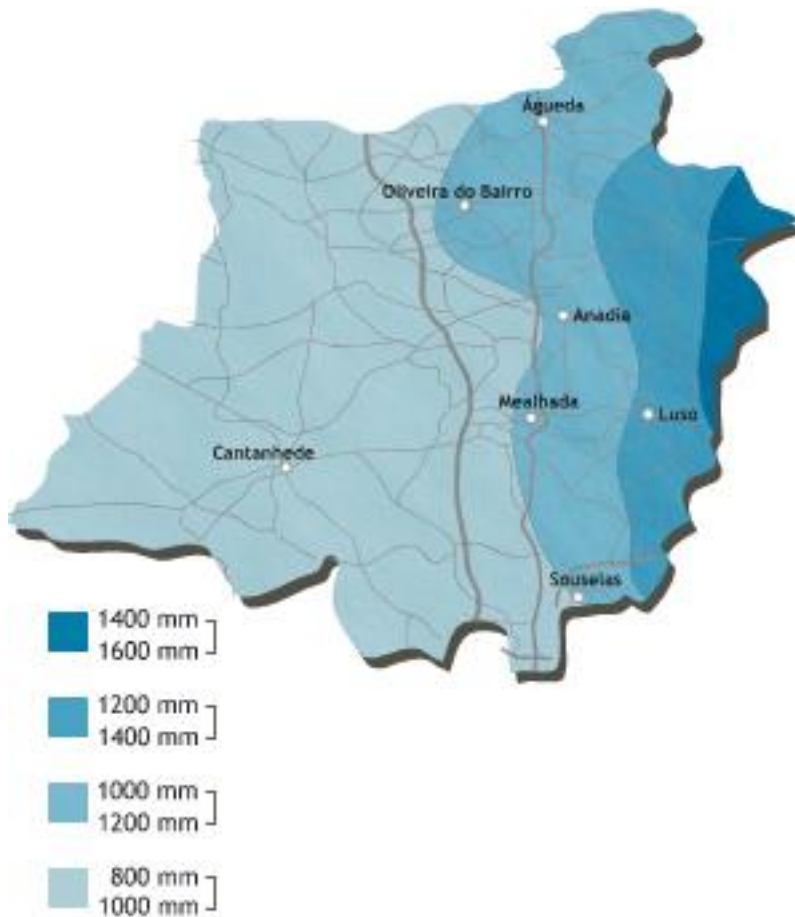 Águeda
Oliveira do Bairro
Anadia
Mealhada
Luso
Cantanhede
Souselas
1400 mm
1600 mm
1200 mm
1400 mm
1000 mm
1200 mm
800 mm
1000 mm